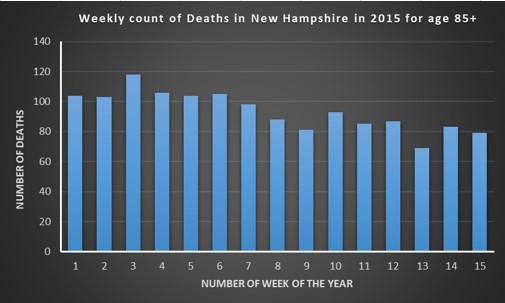 Weekly count of Deaths in New Hampshire in 2015 for age 85+
140
120
100
80
60
40
20
0
NUMBER OF DEATHS
1 2 3 4 5 6 7 8 9 10 11 12 13 14 15
NUMBER OF WEEK OF THE YEAR